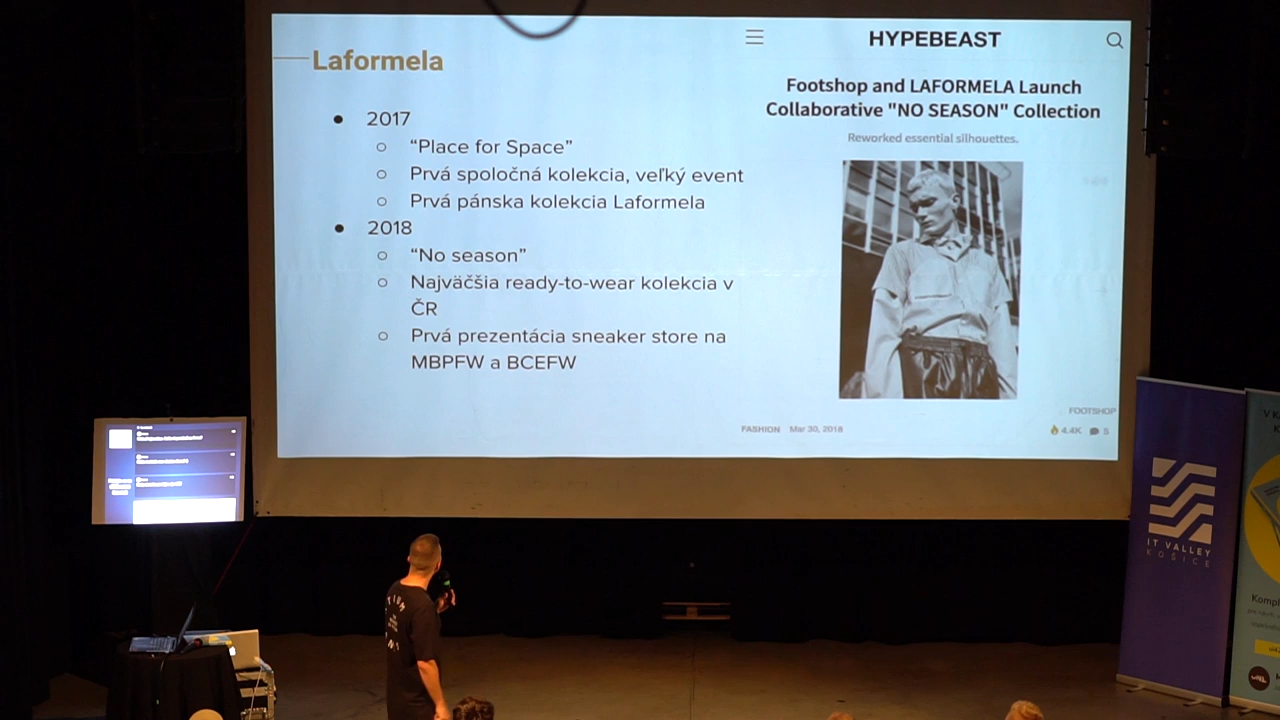 Laformela
2017
“Place for Space”
Prvá spoločná kolekcia, veľký event
Prvá pánska kolekcia Laformela
2018
“No season”
Najväčšia ready-to-wear kolekcia v
ČR
Prvá prezentácia sneaker store na
MBPFW a BCEFW
HYPEBEAST
Footshop and LAFORMELA Launch
Collaborative "NO SEASON" Collection
Reworked essential silhouettes.
FOOTSHOP
FASHION Mar 30, 2018
4.4K 5
IT VALLEY
KOŠICE